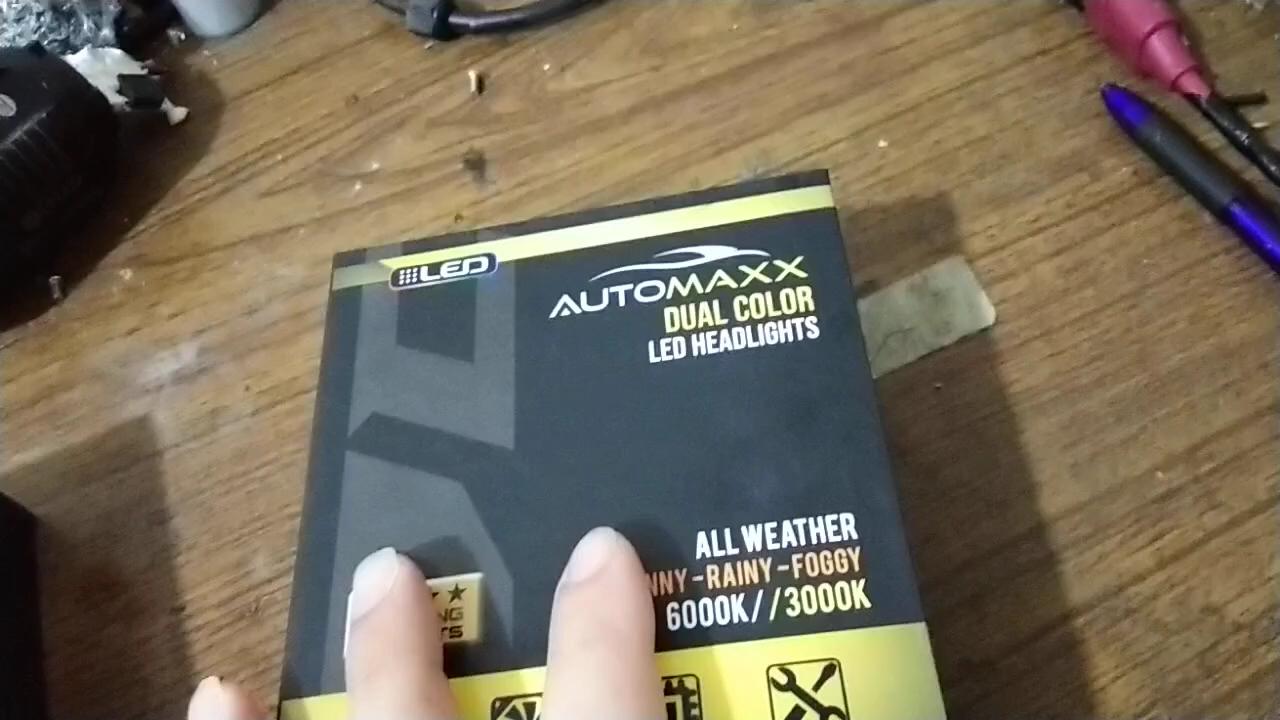 LED
AUTOMAXX
DUAL COLOR
LED HEADLIGHTS
ALL WEATHER
-RAINY-FOGGY
6000K//3000K